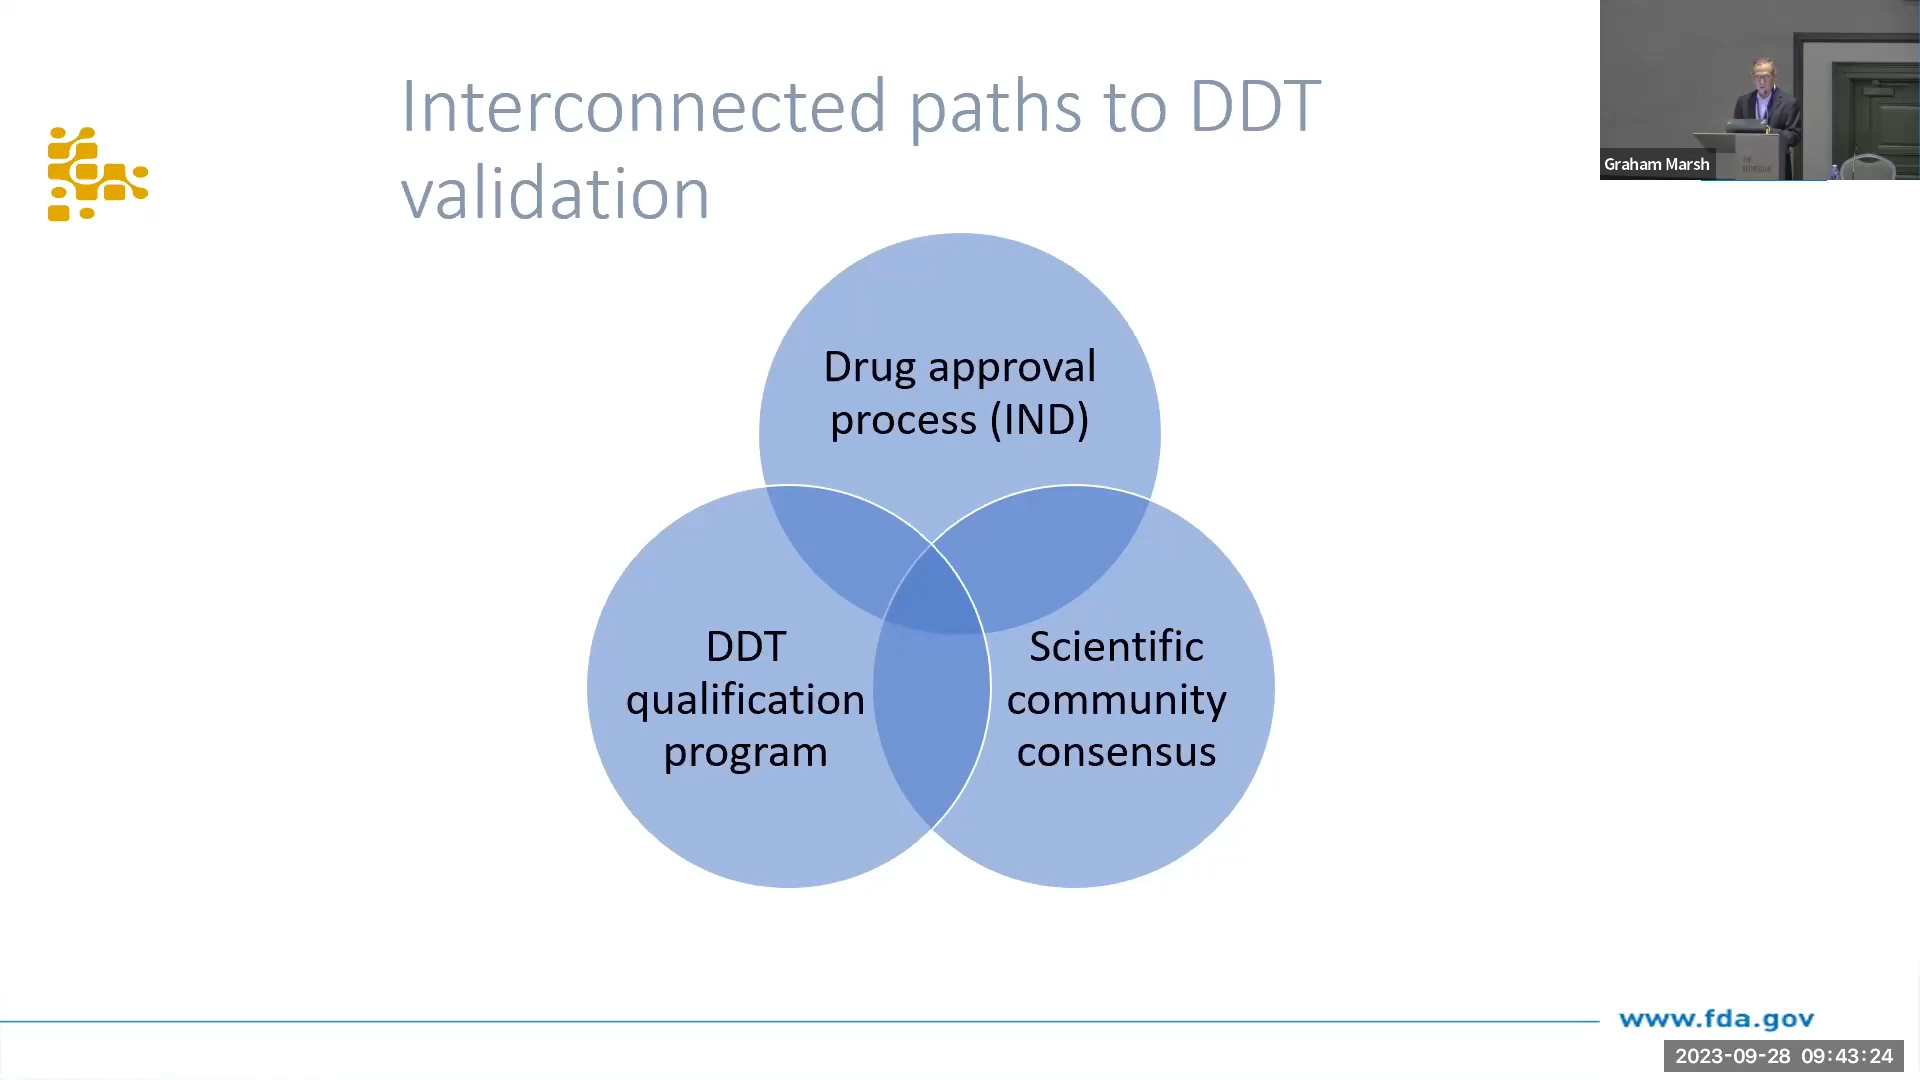 Interconnected paths to DDT
validation
Graham Marsh
Drug approval
process (IND)
DDT
qualification
program
Scientific
community
consensus
www.fda.gov
2023-09-28 09:43:24